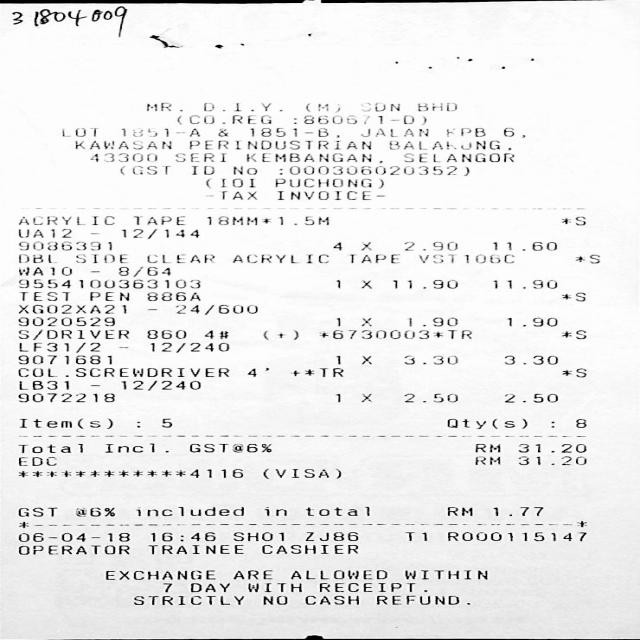 3 1804009
MR. D.I.Y. (M) SDN BHD
(CO.REG :860671-D)
LOT 1851-A & 1851-B, JALAN KPB 6,
KAWASAN PERINDUSTRIAN BALAKONG,
43300 SERI KEMBANGAN, SELANGOR
(GST ID No :000306020352)
(IOI PUCHONG)
-TAX INVOICE-
ACRYLIC TAPE 18MM*1.5M *S
UA12 - 12/144
9086391 4 X 2.90 11.60
DBL SIDE CLEAR ACRYLIC TAPE VST106C *S
WA10 - 8/64
9554100363103 1 X 11.90 11.90
TEST PEN 886A *S
XG02XA21 - 24/600
9020529 1 X 1.90 1.90
S/DRIVER 860 4# (+) *6730003*TR *S
LF31/2 - 12/240
9071681 1 X 3.30 3.30
COL.SCREWDRIVER 4' +*TR *S
LB31 - 12/240
9072218 1 X 2.50 2.50
Item(s) : 5 Qty(s) : 8
Total Incl. GST@6% RM 31.20
EDC RM 31.20
************4116 (VISA)
GST @6% included in total RM 1.77
06-04-18 16:46 SH01 ZJ86 T1 R000115147
OPERATOR TRAINEE CASHIER
EXCHANGE ARE ALLOWED WITHIN
7 DAY WITH RECEIPT.
STRICTLY NO CASH REFUND.